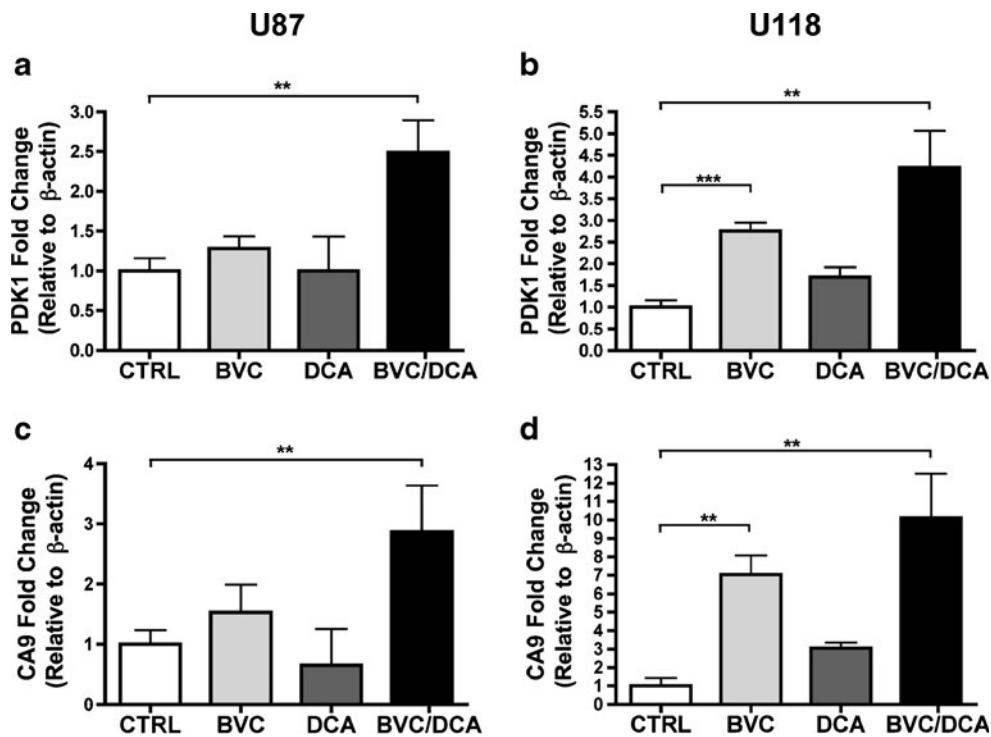 U87
U118
a
**
PDK1 Fold Change
(Relative to β-actin)
3.0
2.5
2.0
1.5
1.0
0.5
0.0
CTRL BVC DCA BVC/DCA
b
**
***
PDK1 Fold Change
(Relative to β-actin)
5.5
5.0
4.5
4.0
3.5
3.0
2.5
2.0
1.5
1.0
0.5
0.0
CTRL BVC DCA BVC/DCA
c
**
CA9 Fold Change
(Relative to β-actin)
4
3
2
1
0
CTRL BVC DCA BVC/DCA
d
**
**
CA9 Fold Change
(Relative to β-actin)
13
12
11
10
9
8
7
6
5
4
3
2
1
0
CTRL BVC DCA BVC/DCA